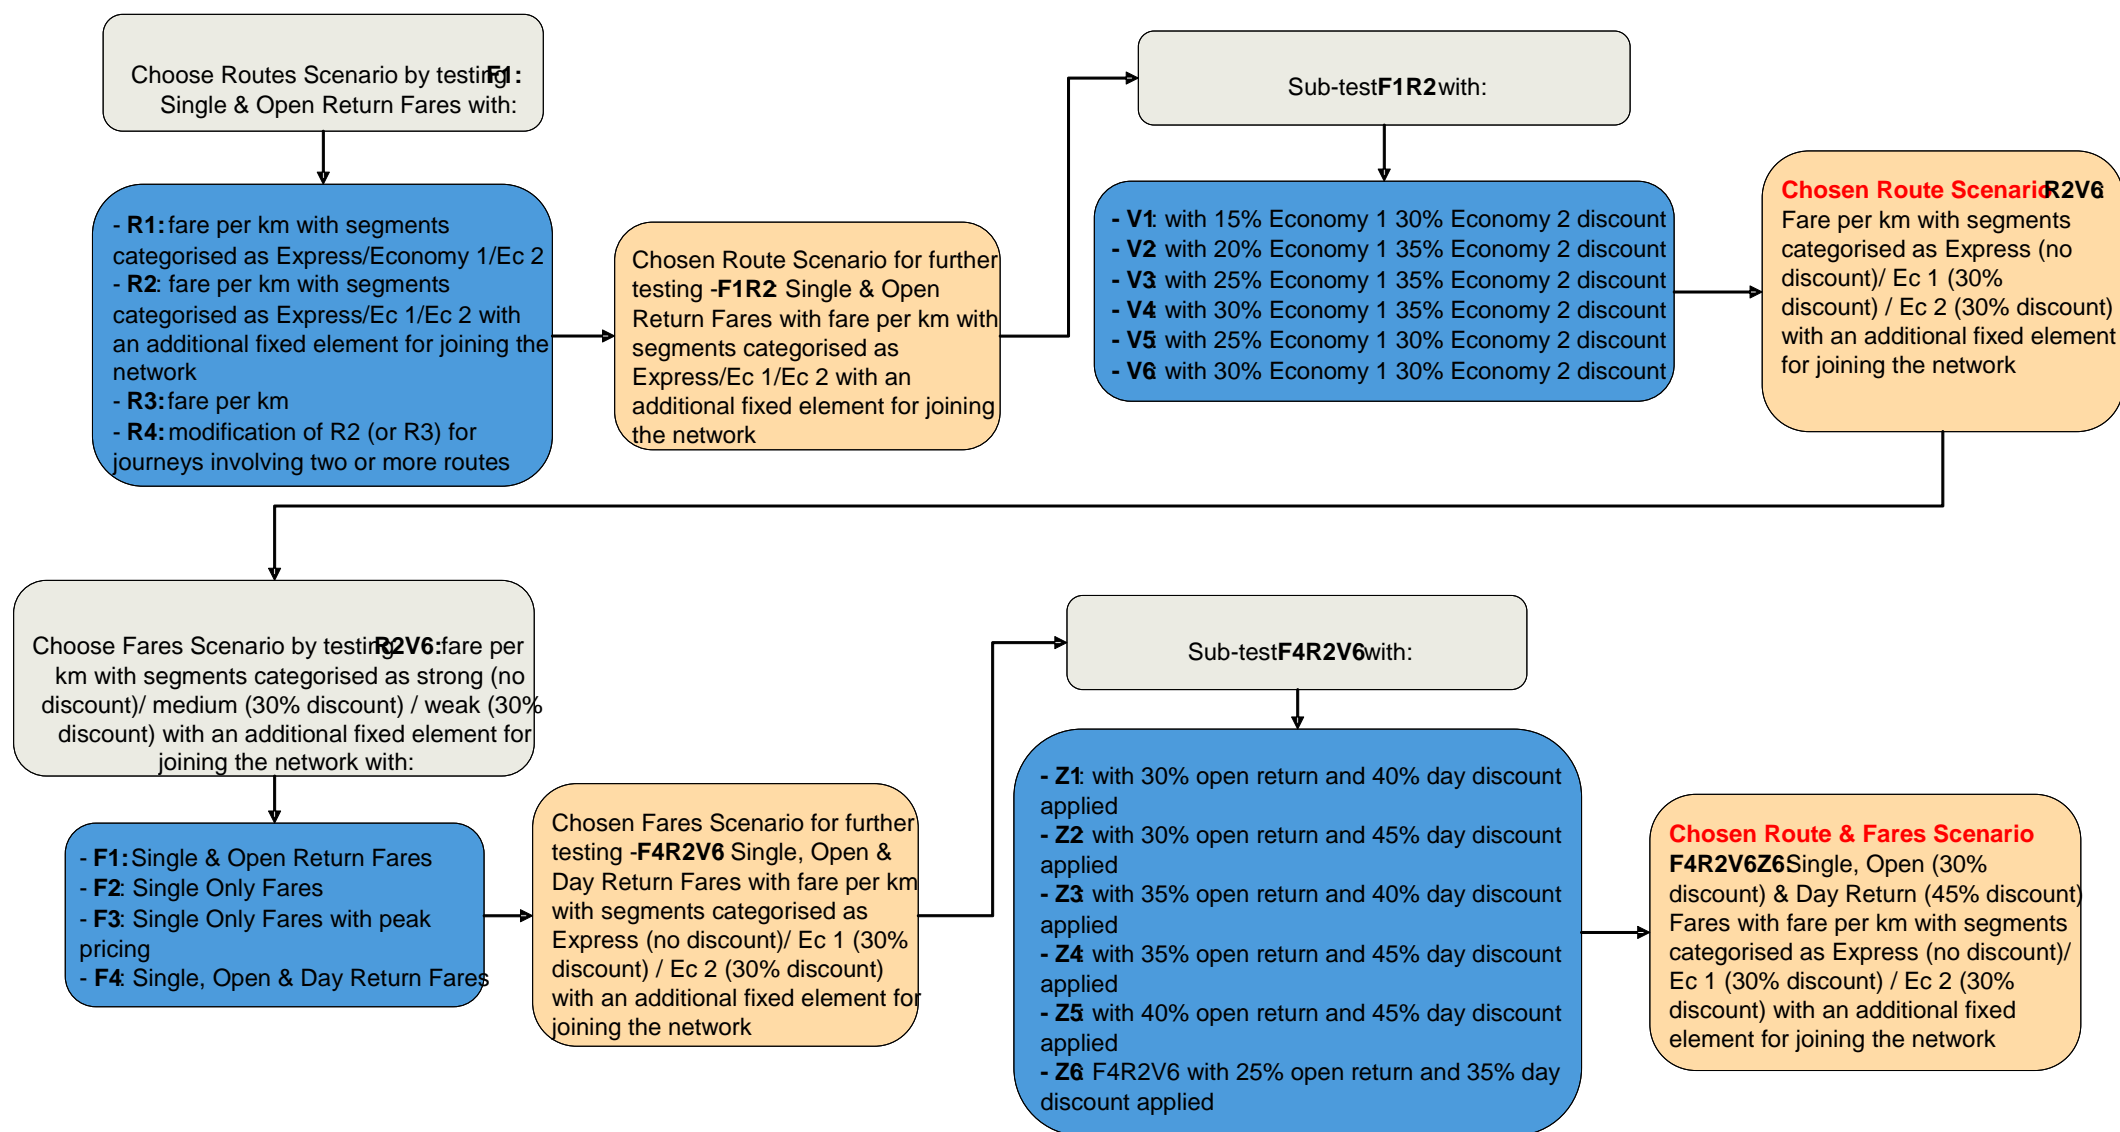 Choose Routes Scenario by testing F1:
Single & Open Return Fares with:
- R1: fare per km with segments
categorised as Express/Economy 1/Ec 2
- R2: fare per km with segments
categorised as Express/Ec 1/Ec 2 with
an additional fixed element for joining the
network
- R3: fare per km
- R4: modification of R2 (or R3) for
journeys involving two or more routes
Chosen Route Scenario for further
testing - F1R2: Single & Open
Return Fares with fare per km with
segments categorised as
Express/Ec 1/Ec 2 with an
additional fixed element for joining
the network
Sub-test F1R2 with:
- V1: with 15% Economy 1 30% Economy 2 discount
- V2: with 20% Economy 1 35% Economy 2 discount
- V3: with 25% Economy 1 35% Economy 2 discount
- V4: with 30% Economy 1 35% Economy 2 discount
- V5: with 25% Economy 1 30% Economy 2 discount
- V6: with 30% Economy 1 30% Economy 2 discount
Chosen Route Scenario R2V6:
Fare per km with segments
categorised as Express (no
discount)/ Ec 1 (30%
discount) / Ec 2 (30% discount)
with an additional fixed element
for joining the network
Choose Fares Scenario by testing R2V6: fare per
km with segments categorised as strong (no
discount)/ medium (30% discount) / weak (30%
discount) with an additional fixed element for
joining the network with:
- F1: Single & Open Return Fares
- F2: Single Only Fares
- F3: Single Only Fares with peak
pricing
- F4: Single, Open & Day Return Fares
Chosen Fares Scenario for further
testing - F4R2V6 Single, Open &
Day Return Fares with fare per km
with segments categorised as
Express (no discount)/ Ec 1 (30%
discount) / Ec 2 (30% discount)
with an additional fixed element for
joining the network
Sub-test F4R2V6 with:
- Z1: with 30% open return and 40% day discount
applied
- Z2: with 30% open return and 45% day discount
applied
- Z3: with 35% open return and 40% day discount
applied
- Z4: with 35% open return and 45% day discount
applied
- Z5: with 40% open return and 45% day discount
applied
- Z6: F4R2V6 with 25% open return and 35% day
discount applied
Chosen Route & Fares Scenario
F4R2V6Z6: Single, Open (30%
discount) & Day Return (45% discount)
Fares with fare per km with segments
categorised as Express (no discount)/
Ec 1 (30% discount) / Ec 2 (30%
discount) with an additional fixed
element for joining the network